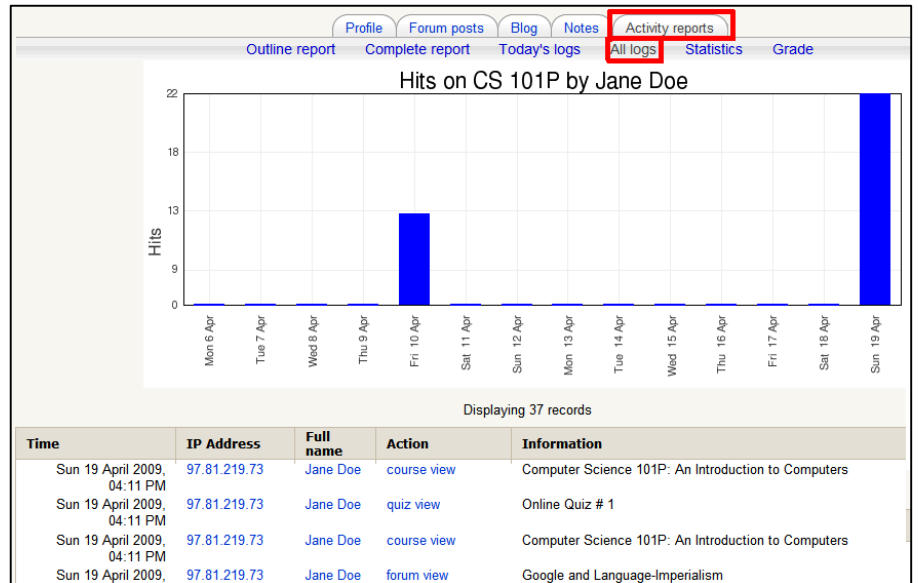 Profile Forum posts Blog Notes Activity reports
Outline report Complete report Today's logs All logs Statistics Grade
Hits on CS 101P by Jane Doe
22
18
13
9
0
Hits
Mon 6 Apr
Tue 7 Apr
Wed 8 Apr
Thu 9 Apr
Fri 10 Apr
Sat 11 Apr
Sun 12 Apr
Mon 13 Apr
Tue 14 Apr
Wed 15 Apr
Thu 16 Apr
Fri 17 Apr
Sat 18 Apr
Sun 19 Apr
Displaying 37 records
Time IP Address Full name Action Information
Sun 19 April 2009, 97.81.219.73 Jane Doe course view Computer Science 101P: An Introduction to Computers
04:11 PM
Sun 19 April 2009, 97.81.219.73 Jane Doe quiz view Online Quiz # 1
04:11 PM
Sun 19 April 2009, 97.81.219.73 Jane Doe course view Computer Science 101P: An Introduction to Computers
04:11 PM
Sun 19 April 2009, 97.81.219.73 Jane Doe forum view Google and Language-Imperialism